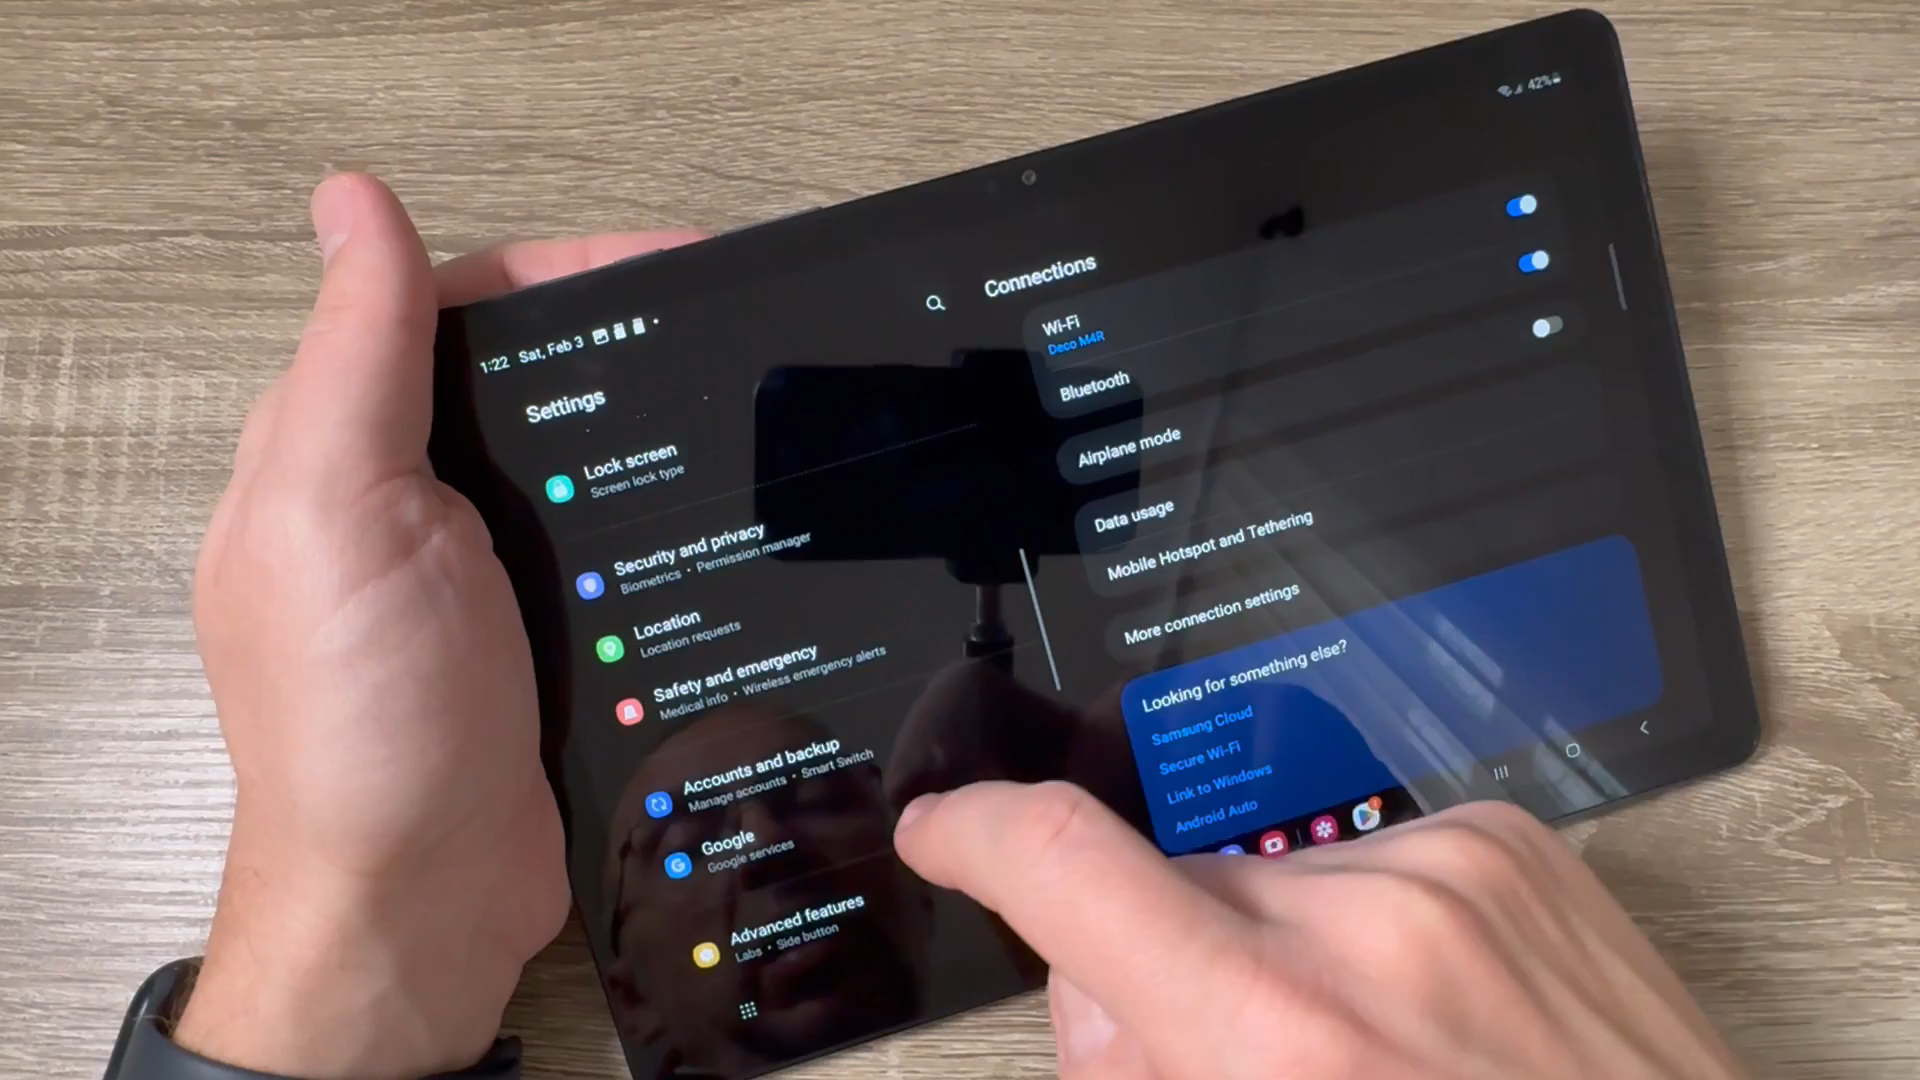 1:22 Sat, Feb 3
42%
Settings
Lock screen
Screen lock type
Security and privacy
Biometrics • Permission manager
Location
Location requests
Safety and emergency
Medical info • Wireless emergency alerts
Accounts and backup
Manage accounts • Smart Switch
Google
Google services
Advanced features
Labs • Side button
Connections
Wi-Fi
Deco M4R
Bluetooth
Airplane mode
Data usage
Mobile Hotspot and Tethering
More connection settings
Looking for something else?
Samsung Cloud
Secure Wi-Fi
Link to Windows
Android Auto